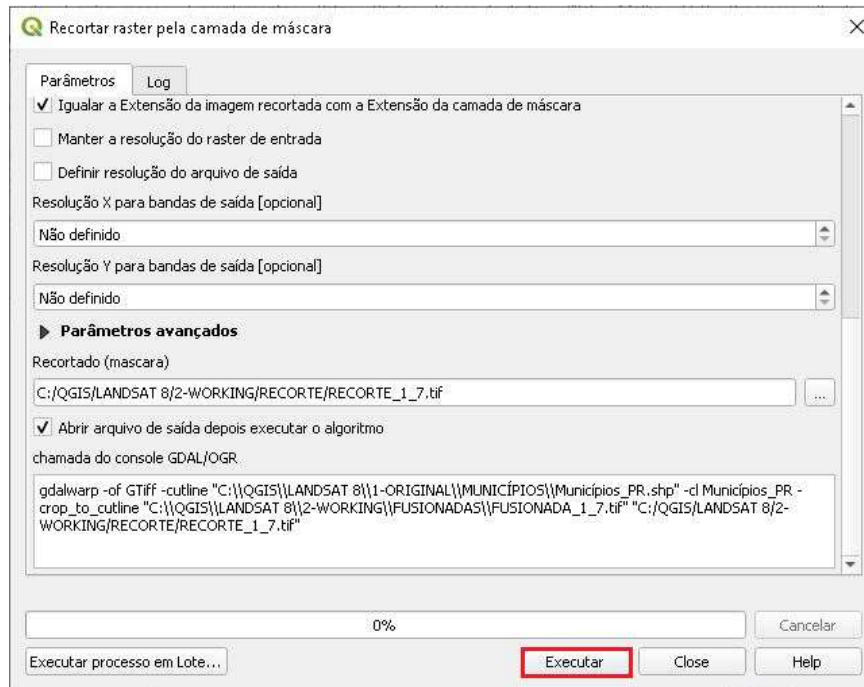 Recortar raster pela camada de máscara
Parâmetros
Log
Igualar a Extensão da imagem recortada com a Extensão da camada de máscara
Manter a resolução do raster de entrada
Definir resolução do arquivo de saída
Resolução X para bandas de saída [opcional]
Não definido
Resolução Y para bandas de saída [opcional]
Não definido
Parâmetros avançados
Recortado (mascara)
C:/QGIS/LANDSAT 8/2-WORKING/RECORTE/RECORTE_1_7.tif
...
Abrir arquivo de saída depois executar o algoritmo
chamada do console GDAL/OGR
gdalwarp -of GTiff -cutline "C:\\QGIS\\LANDSAT 8\\1-ORIGINAL\\MUNICÍPIOS\\Municípios_PR.shp" -cl Municípios_PR -
crop_to_cutline "C:\\QGIS\\LANDSAT 8\\2-WORKING\\FUSIONADAS\\FUSIONADA_1_7.tif" "C:/QGIS/LANDSAT 8/2-
WORKING/RECORTE/RECORTE_1_7.tif"
0%
Cancelar
Executar processo em Lote...
Executar
Close
Help